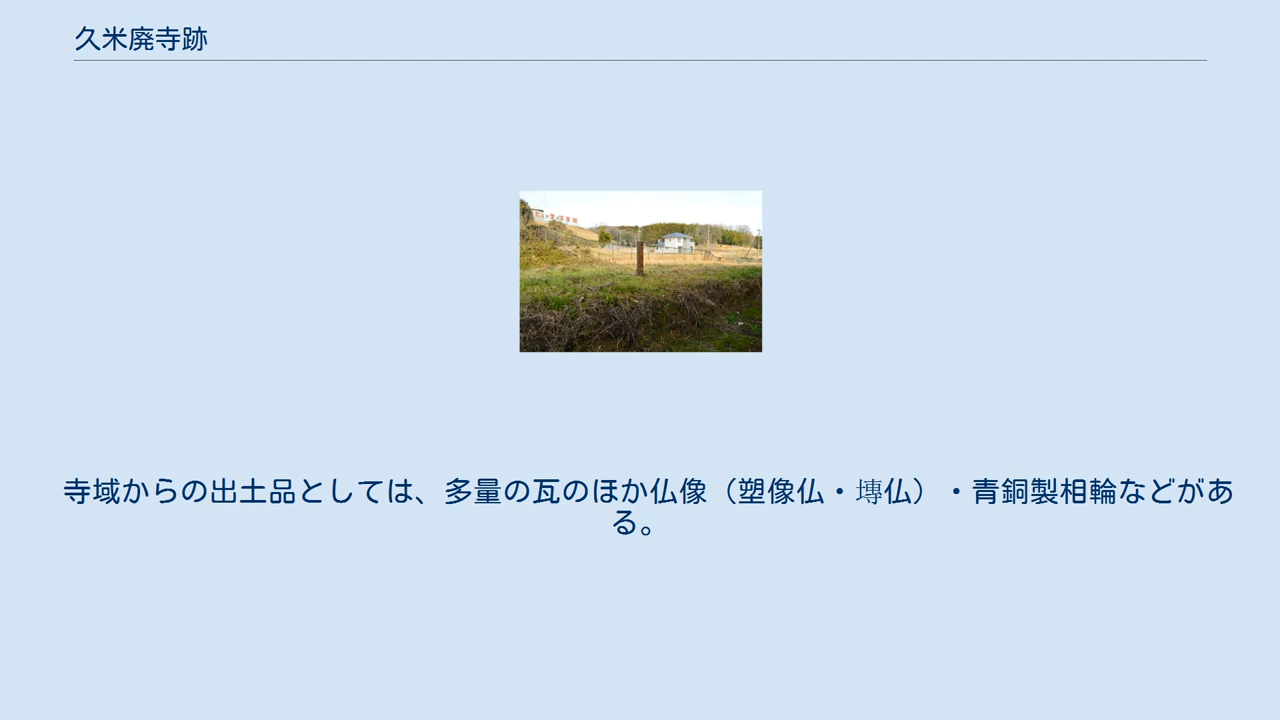 久米廃寺跡
寺域からの出土品としては、多量の瓦のほか仏像（塑像仏・塼仏）・青銅製相輪などがあ
る。